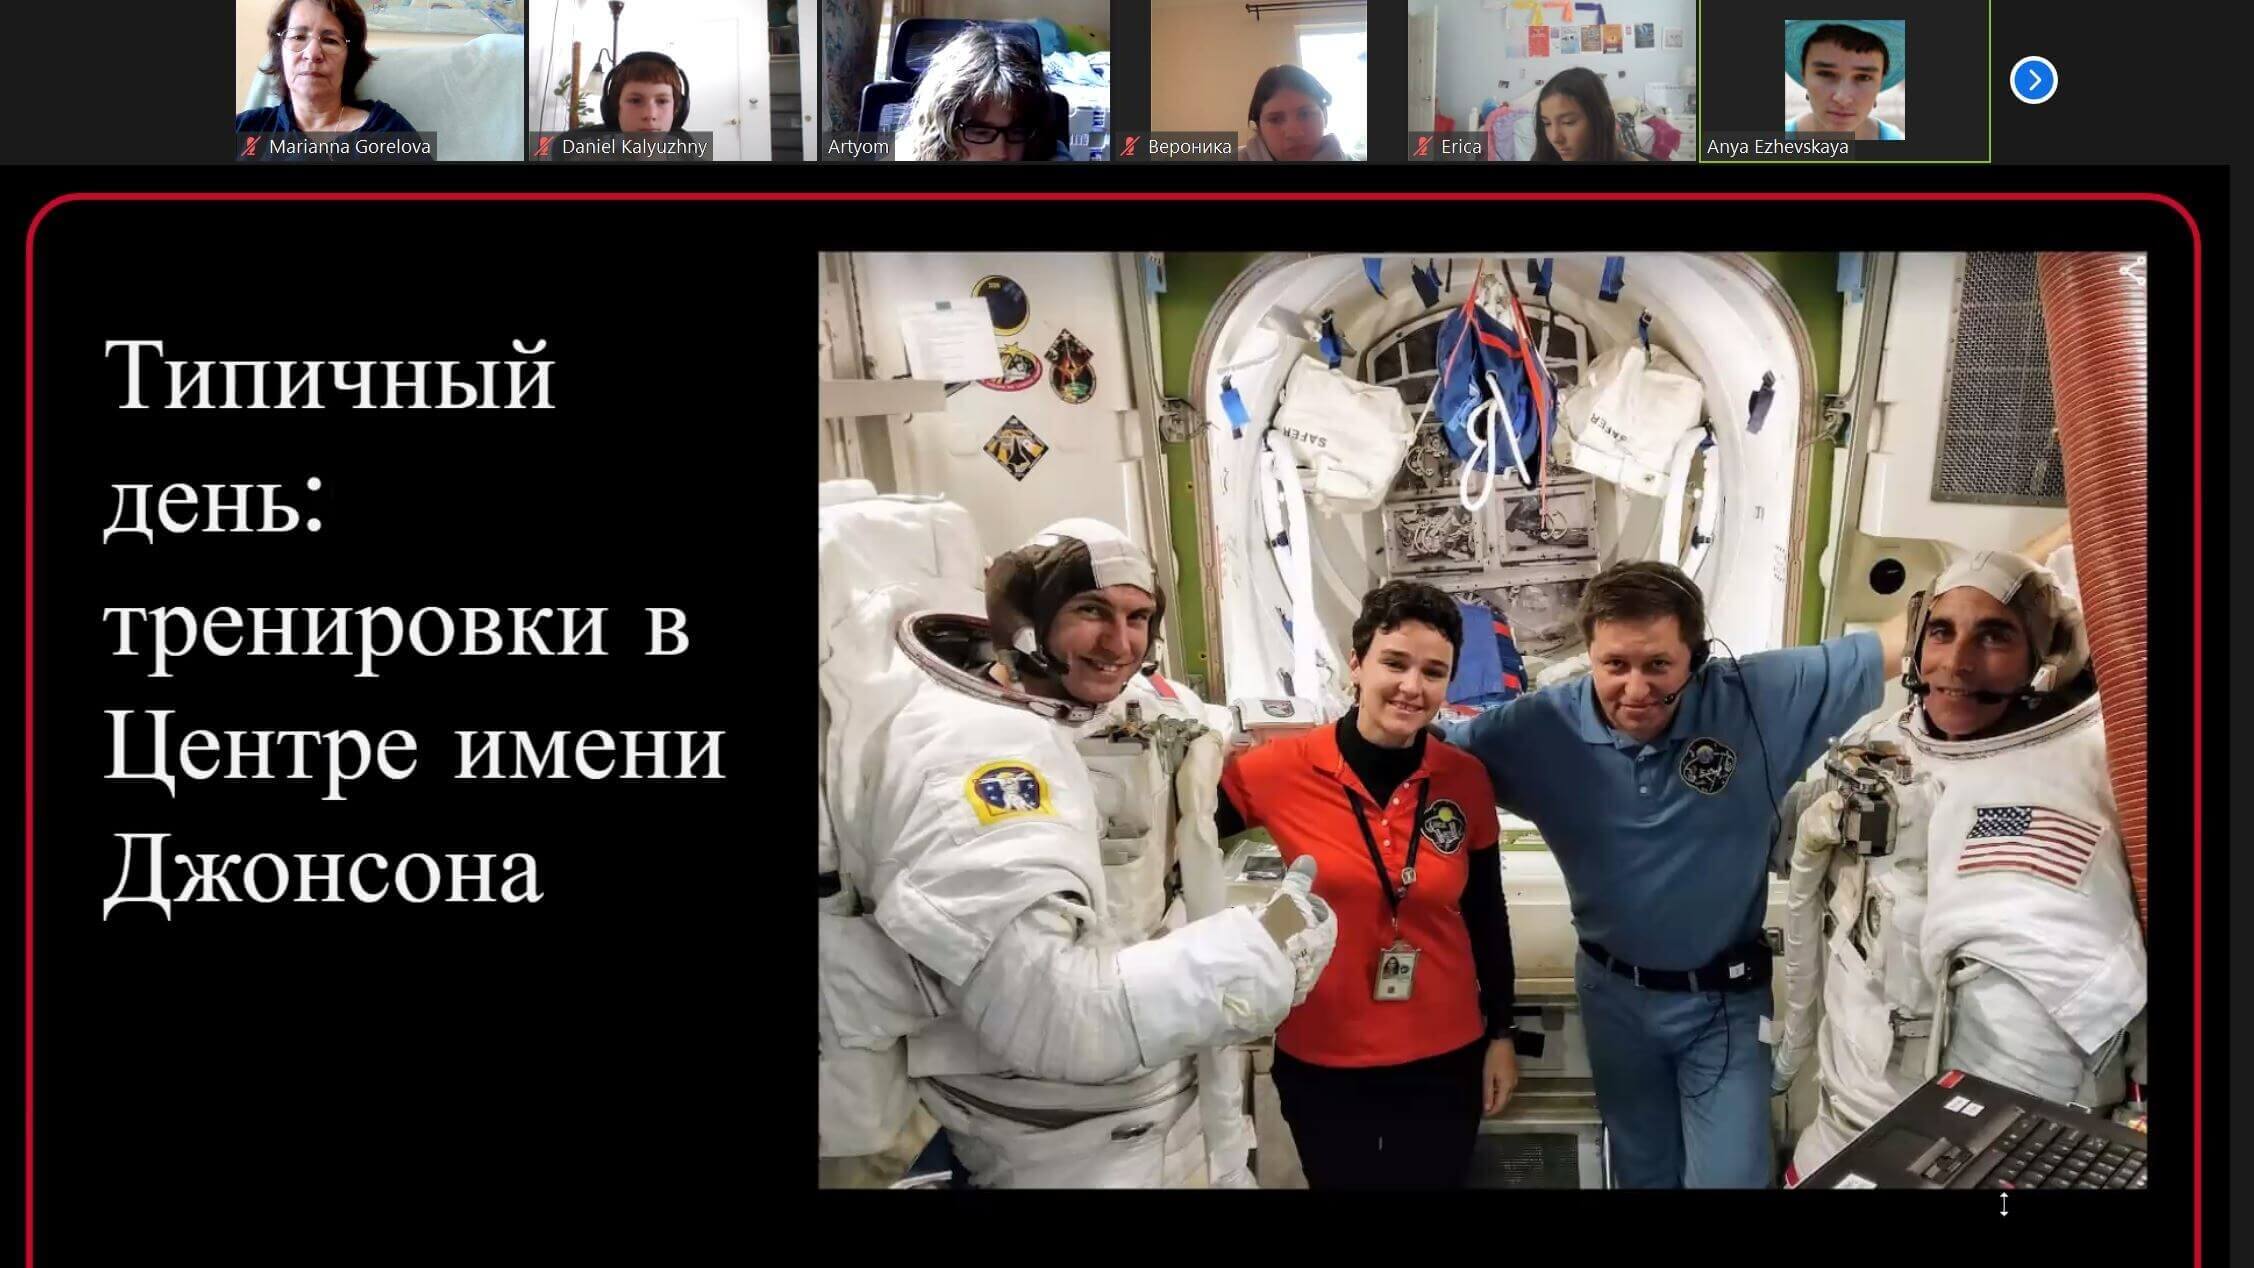 Marianna Gorelova
Daniel Kalyuzhny
Artyom
Вероника
Erica
Anya Ezhevskaya
Типичный
день:
тренировки в
Центре имени
Джонсона
SAFER
SAFER